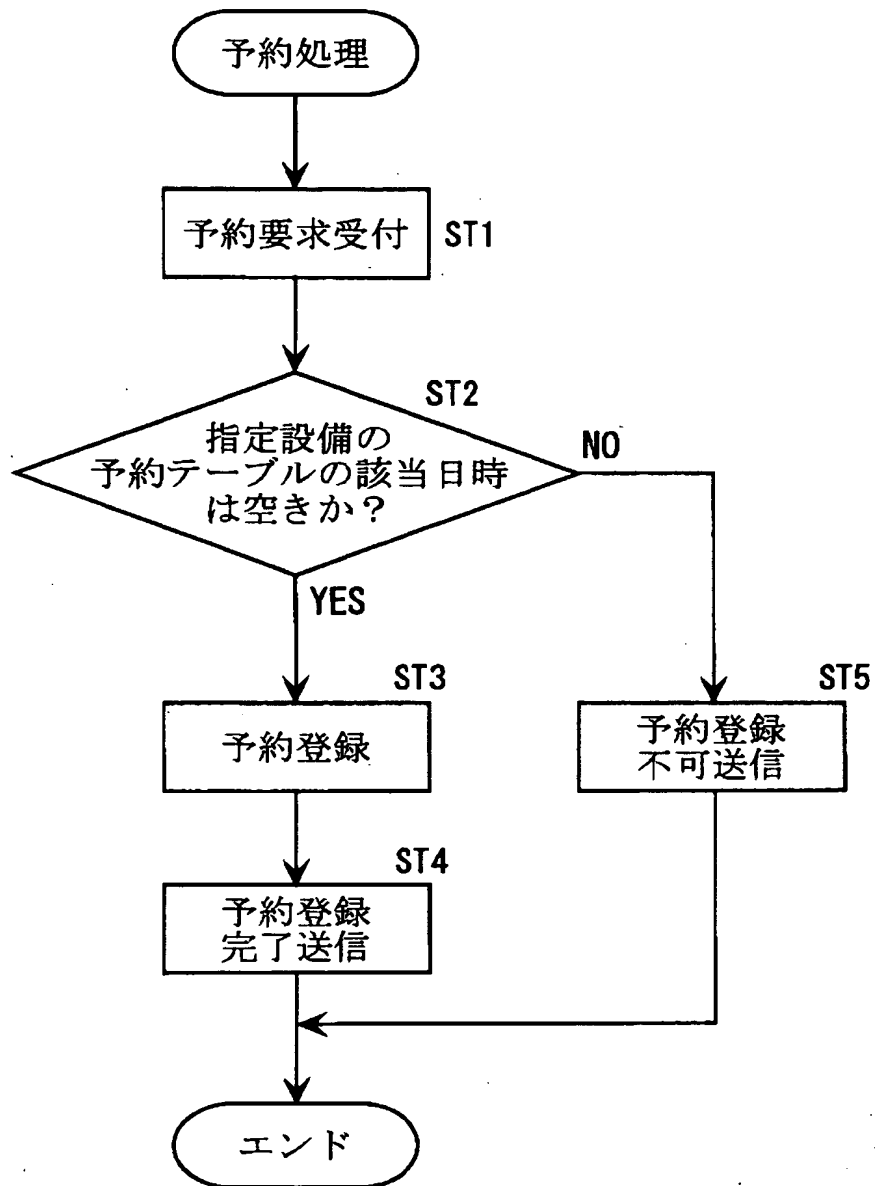 予約処理
予約要求受付
ST1
ST2
指定設備の
予約テーブルの該当日時
は空きか？
NO
YES
ST3
予約登録
ST5
予約登録
不可送信
ST4
予約登録
完了送信
エンド